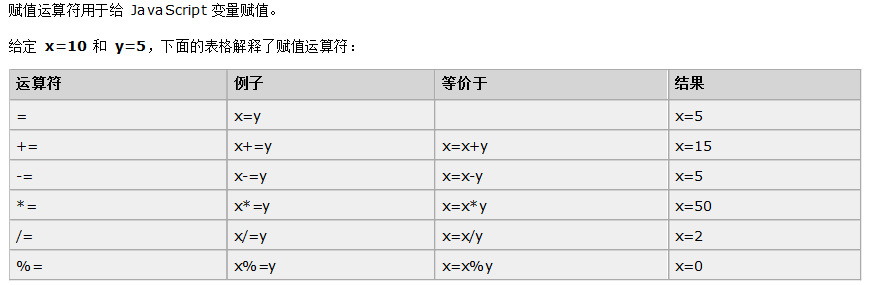 赋值运算符用于给 JavaScript 变量赋值。
给定 x=10 和 y=5，下面的表格解释了赋值运算符：
运算符 例子 等价于 结果
= x=y x=5
+= x+=y x=x+y x=15
-= x-=y x=x-y x=5
*= x*=y x=x*y x=50
/= x/=y x=x/y x=2
%= x%=y x=x%y x=0